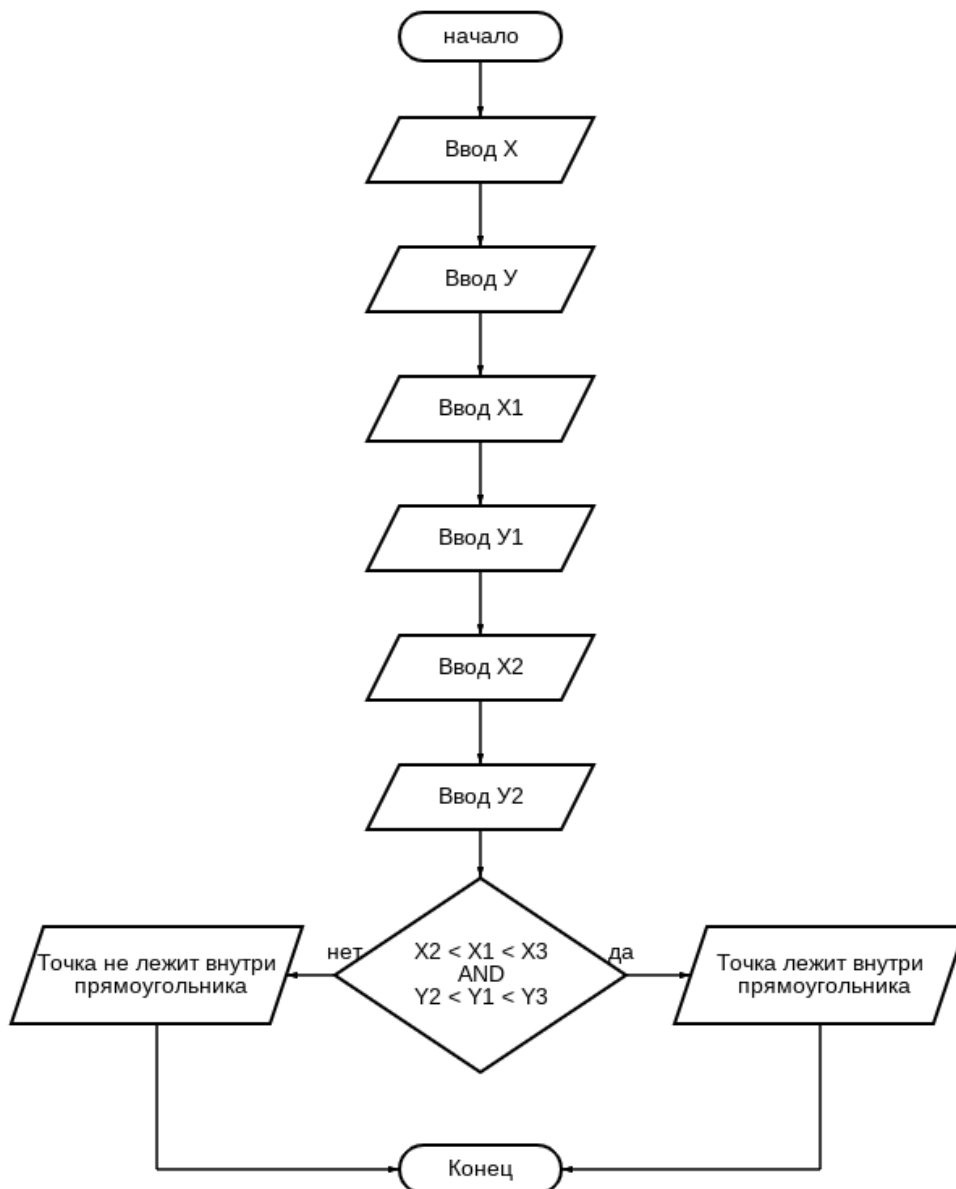 начало
Ввод X
Ввод У
Ввод X1
Ввод У1
Ввод X2
Ввод У2
нет
X2 < X1 < X3
AND
Y2 < Y1 < Y3
да
Точка не лежит внутри
прямоугольника
Точка лежит внутри
прямоугольника
Конец